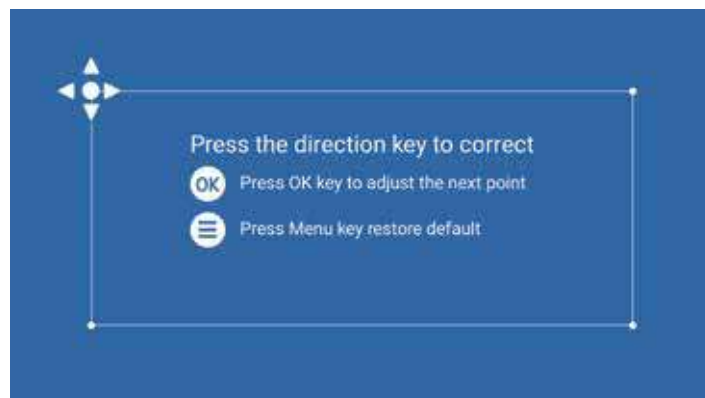 Press the direction key to correct
OK Press OK key to adjust the next point
Press Menu key restore default